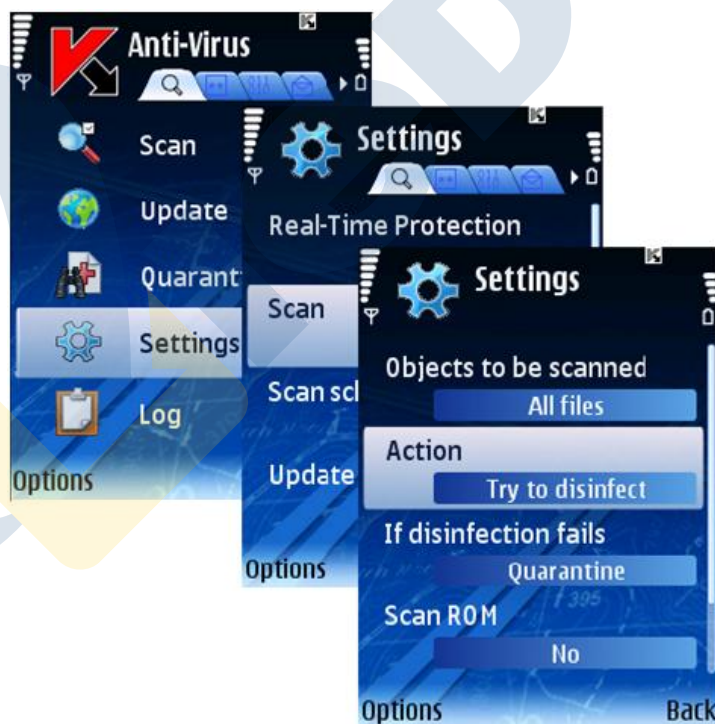 Anti-Virus
Scan
Update
Quarant
Settings
Log
Options
Settings
Real-Time Protection
Scan
Scan scl
Update
Options
Settings
Objects to be scanned
All files
Action
Try to disinfect
If disinfection fails
Quarantine
Scan ROM
No
Options
Back